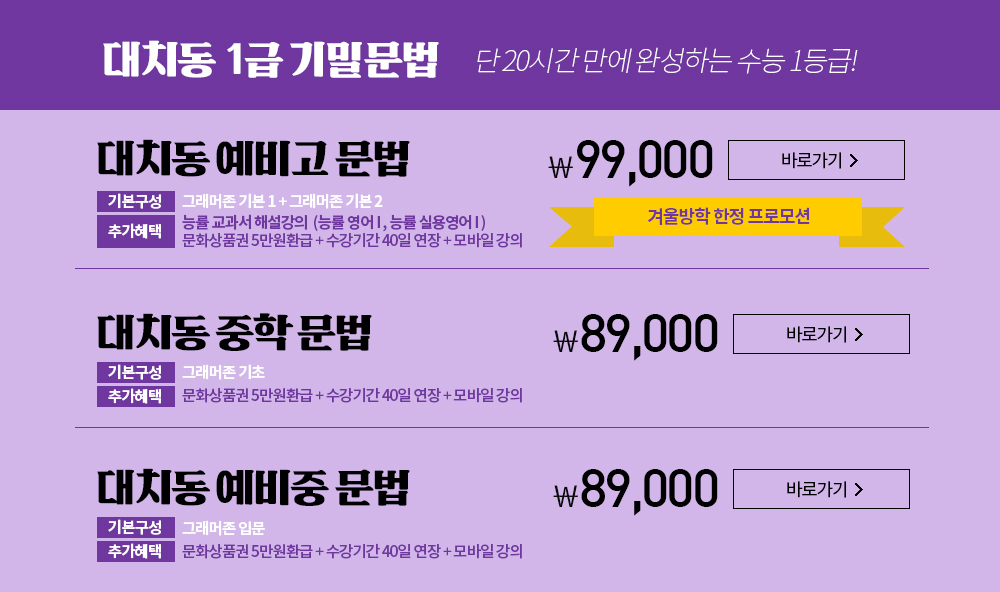 대치동 1급 기밀문법
단 20시간 만에 완성하는 수능 1등급!
대치동 예비고 문법
₩99,000
바로가기 >
기본구성 그래머존 기본 1 + 그래머존 기본 2
추가혜택 능률 교과서 해설강의 (능률 영어 I , 능률 실용영어 I )
문화상품권 5만원환급 + 수강기간 40일 연장 + 모바일 강의
겨울방학 한정 프로모션
대치동 중학 문법
₩89,000
바로가기 >
기본구성 그래머존 기초
추가혜택 문화상품권 5만원환급 + 수강기간 40일 연장 + 모바일 강의
대치동 예비중 문법
₩89,000
바로가기 >
기본구성 그래머존 입문
추가혜택 문화상품권 5만원환급 + 수강기간 40일 연장 + 모바일 강의